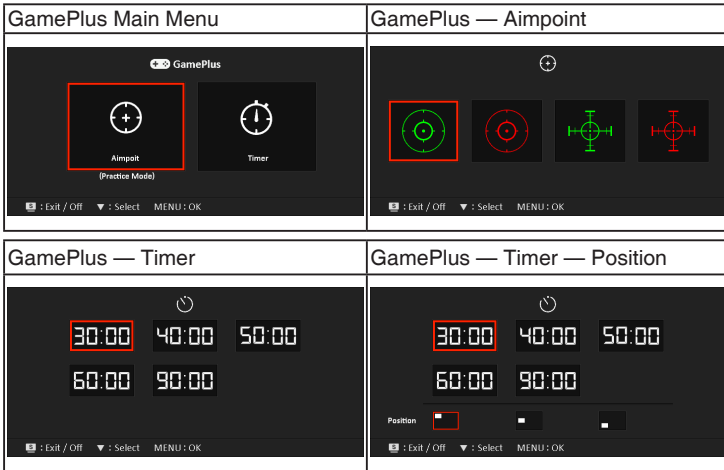 GamePlus Main Menu
GamePlus — Aimpoint
GamePlus
Aimpoit
Timer
(Practice Mode)
S : Exit / Off ▼ : Select MENU : OK
S : Exit / Off ▼ : Select MENU : OK
GamePlus — Timer
GamePlus — Timer — Position
30:00 40:00 50:00
60:00 90:00
S : Exit / Off ▼ : Select MENU : OK
30:00 40:00 50:00
60:00 90:00
Position
S : Exit / Off ▼ : Select MENU : OK